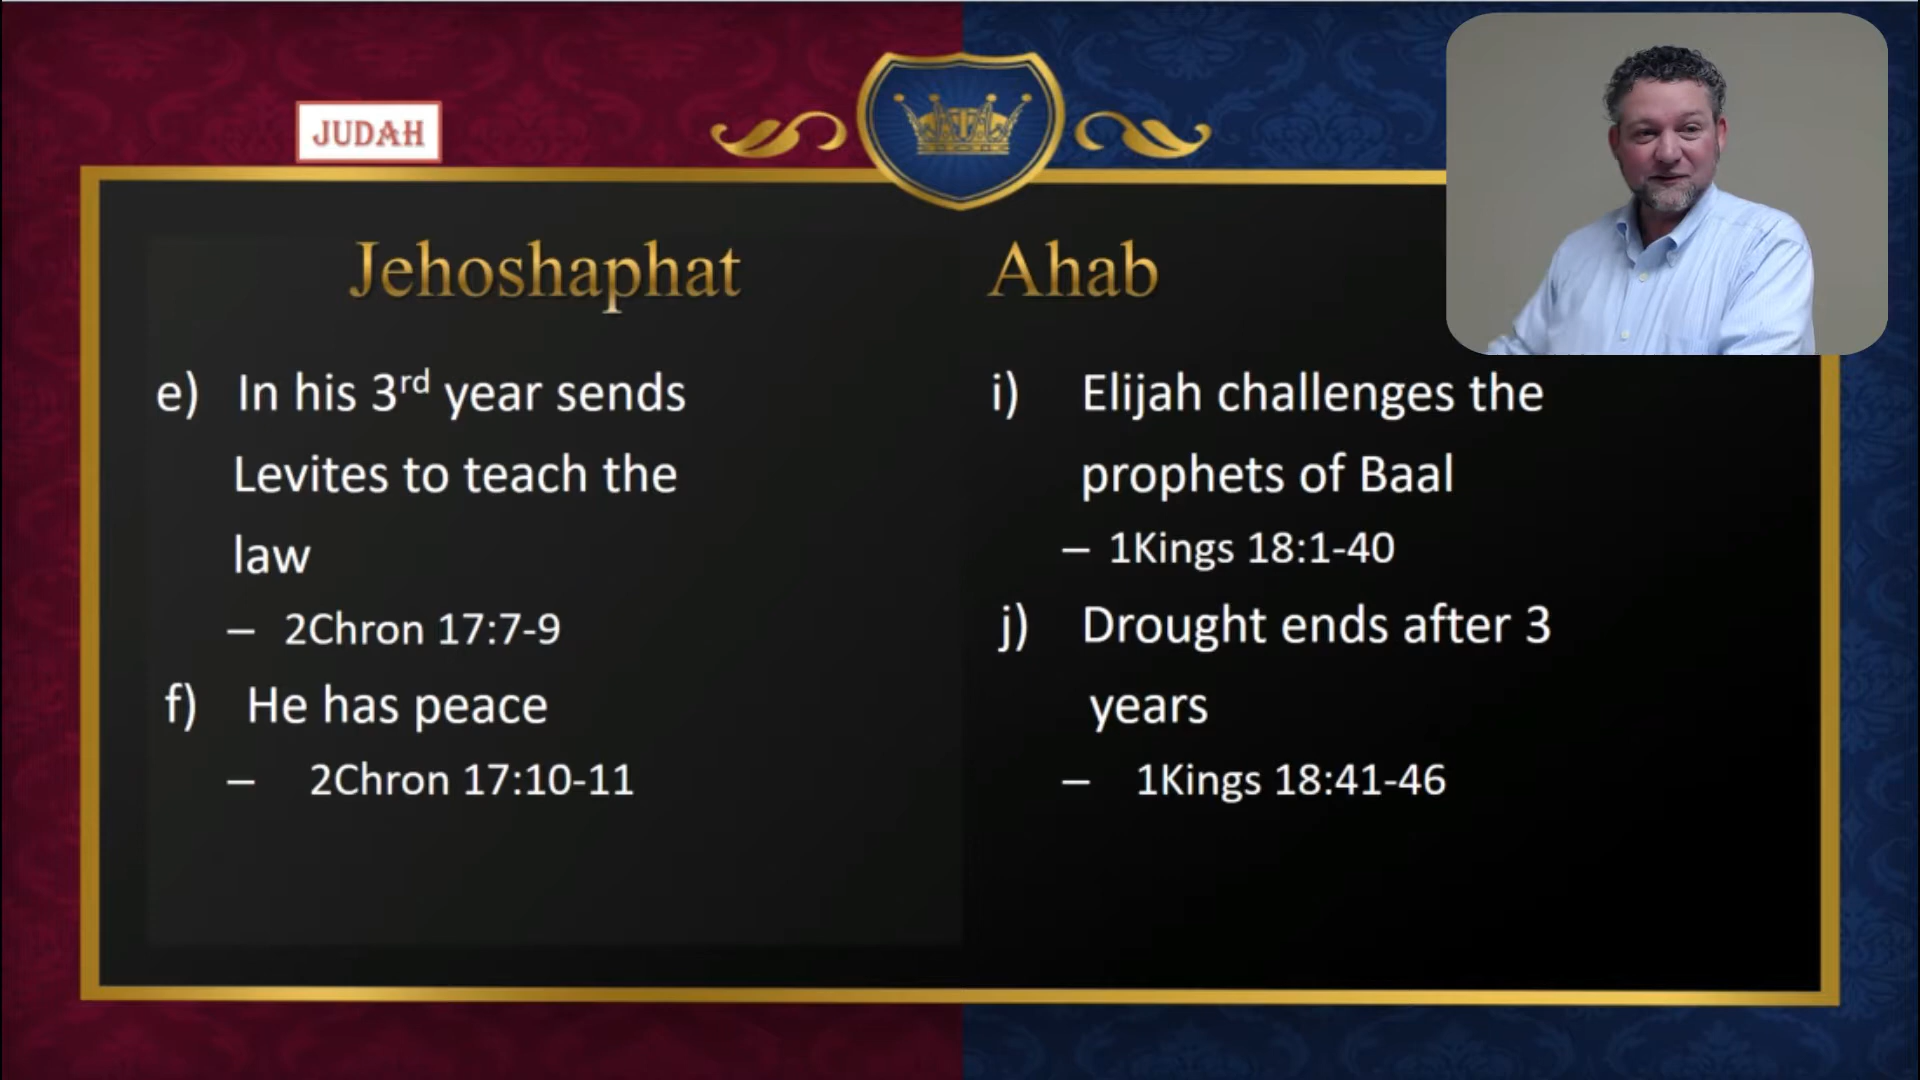 JUDAH
Jehoshaphat
e) In his 3rd year sends
Levites to teach the
law
– 2Chron 17:7-9
f) He has peace
– 2Chron 17:10-11
Ahab
i) Elijah challenges the
prophets of Baal
– 1Kings 18:1-40
j) Drought ends after 3
years
– 1Kings 18:41-46